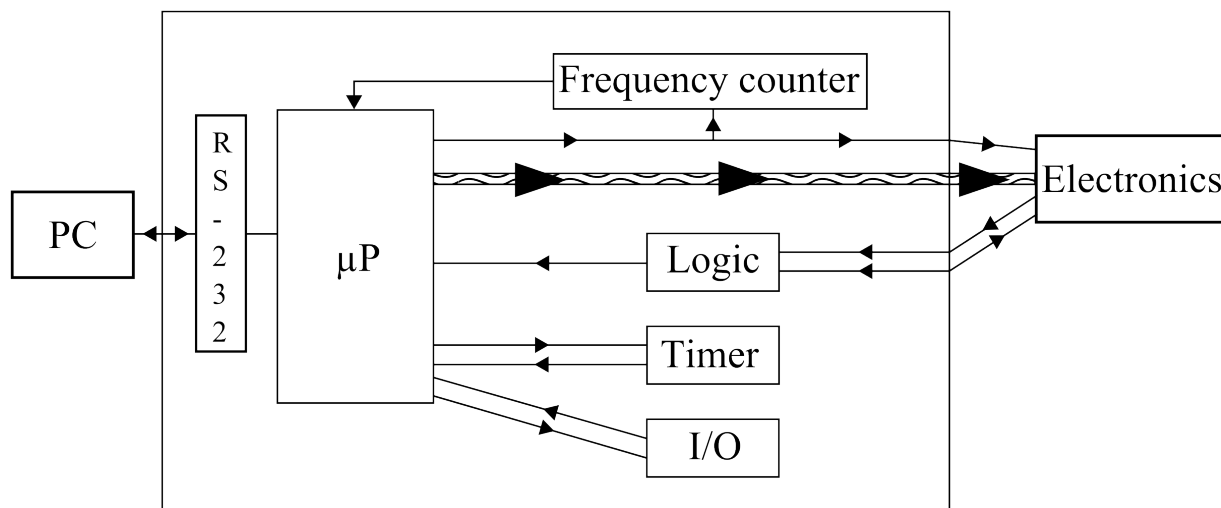 Frequency counter
R
S
-
2
3
2
Electronics
PC
µP
Logic
Timer
I/O